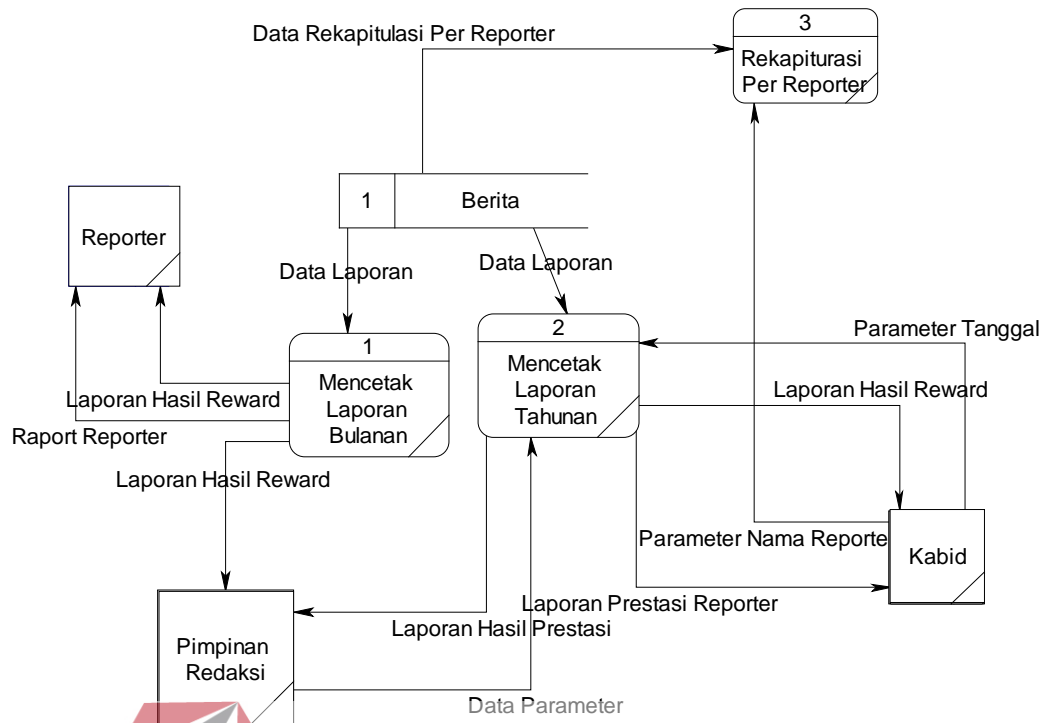 3
Data Rekapitulasi Per Reporter
Rekapiturasi
Per Reporter
1
Berita
Reporter
Data Laporan
Data Laporan
2
Parameter Tanggal
1
Mencetak
Laporan
Tahunan
Mencetak
Laporan
Bulanan
Laporan Hasil Reward
Laporan Hasil Reward
Raport Reporter
Laporan Hasil Reward
Parameter Nama Reporte
Kabid
Laporan Prestasi Reporter
Laporan Hasil Prestasi
Pimpinan
Redaksi
Data Parameter